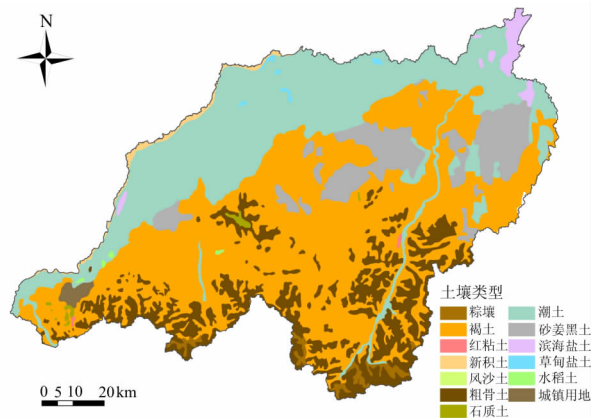 N
土壤类型
棕壤 潮土
褐土 砂姜黑土
红粘土 滨海盐土
新积土 草甸盐土
风沙土 水稻土
粗骨土 城镇用地
石质土
0 5 10 20km